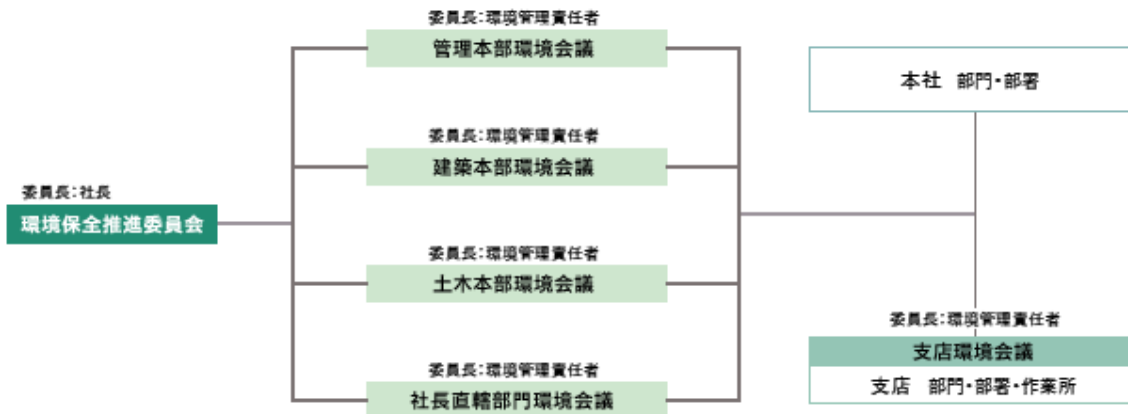 委員長:社長
環境保全推進委員会
委員長:環境管理責任者
管理本部環境会議
委員長:環境管理責任者
建築本部環境会議
委員長:環境管理責任者
土木本部環境会議
委員長:環境管理責任者
社長直轄部門環境会議
本社 部門・部署
委員長:環境管理責任者
支店環境会議
支店 部門・部署・作業所